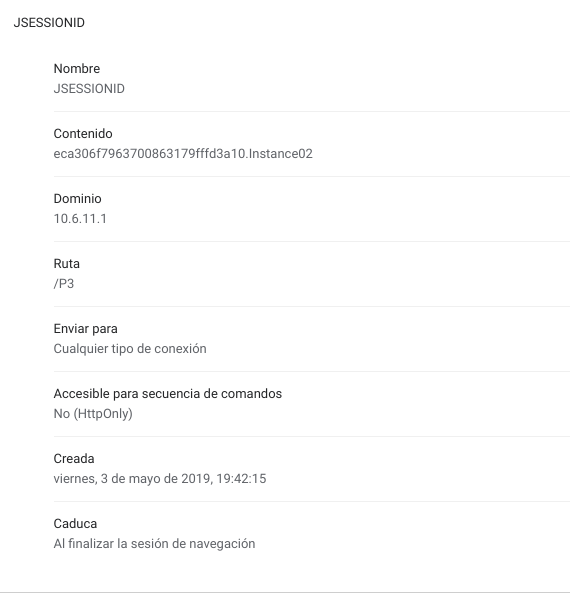 JSESSIONID
Nombre
JSESSIONID
Contenido
eca306f7963700863179fffd3a10.Instance02
Dominio
10.6.11.1
Ruta
/P3
Enviar para
Cualquier tipo de conexión
Accesible para secuencia de comandos
No (HttpOnly)
Creada
viernes, 3 de mayo de 2019, 19:42:15
Caduca
Al finalizar la sesión de navegación